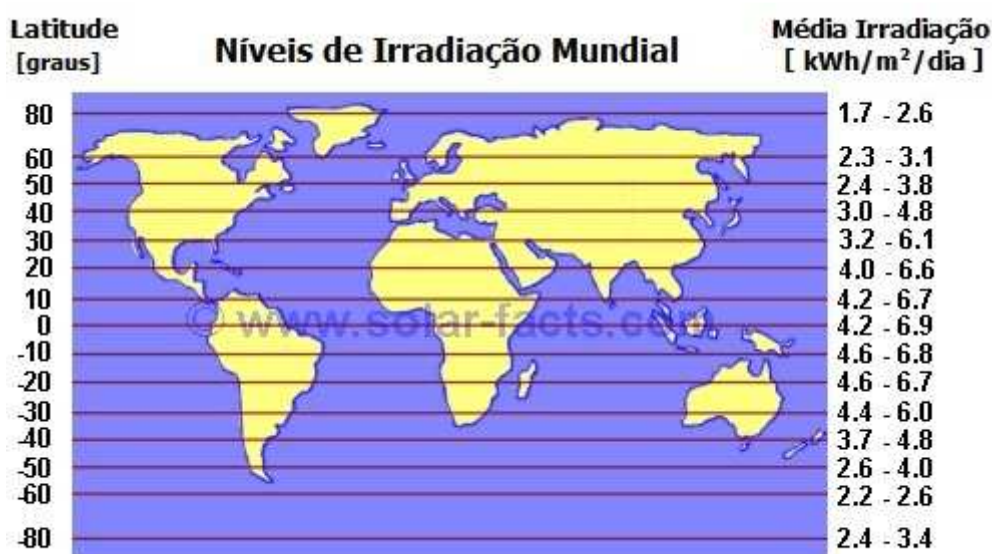 Latitude
[graus]
Níveis de Irradiação Mundial
Média Irradiação
[ kWh/m²/dia ]
80 1.7 - 2.6
60 2.3 - 3.1
50 2.4 - 3.8
40 3.0 - 4.8
30 3.2 - 6.1
20 4.0 - 6.6
10 4.2 - 6.7
© www.solar-facts.com
0 4.2 - 6.9
-10 4.6 - 6.8
-20 4.6 - 6.7
-30 4.4 - 6.0
-40 3.7 - 4.8
-50 2.6 - 4.0
-60 2.2 - 2.6
-80 2.4 - 3.4